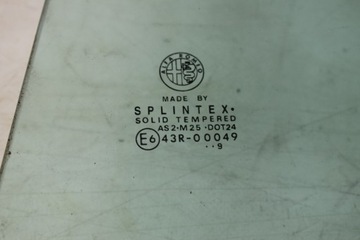 ALFA ROMEO
MADE BY
SPLINTEX•
SOLID TEMPERED
AS2•M25•DOT24
E6 43R-00049
••9